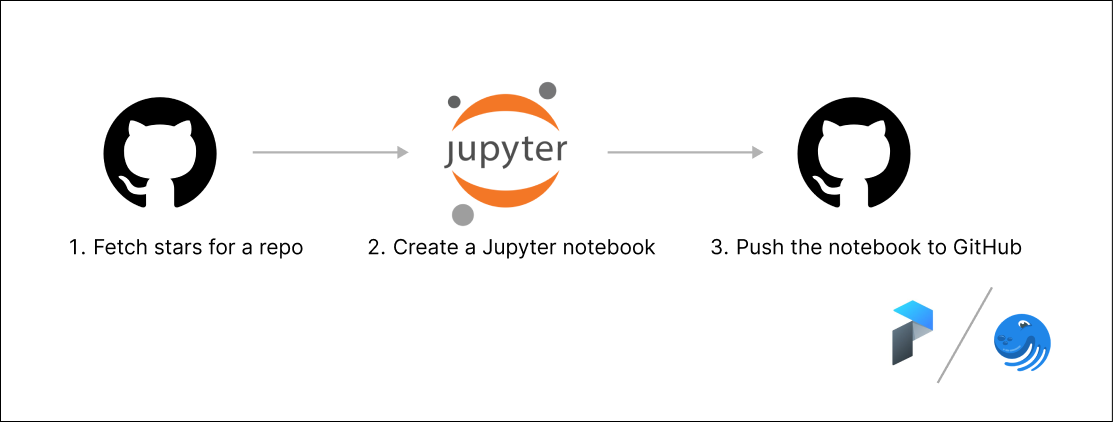 jupyter
1. Fetch stars for a repo
2. Create a Jupyter notebook
3. Push the notebook to GitHub